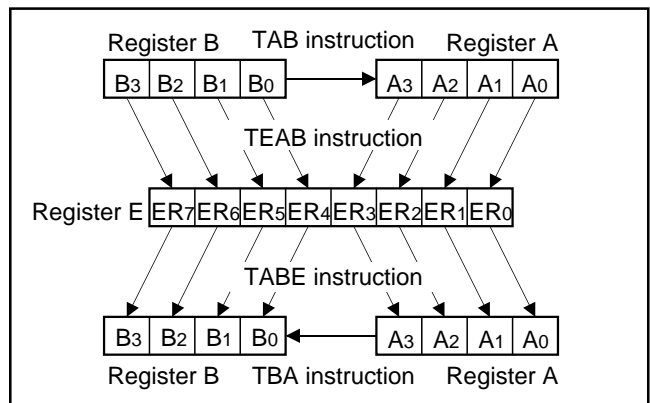 Register B TAB instruction Register A
B3 B2 B1 B0 A3 A2 A1 A0
TEAB instruction
Register E ER7 ER6 ER5 ER4 ER3 ER2 ER1 ER0
TABE instruction
B3 B2 B1 B0 A3 A2 A1 A0
Register B TBA instruction Register A